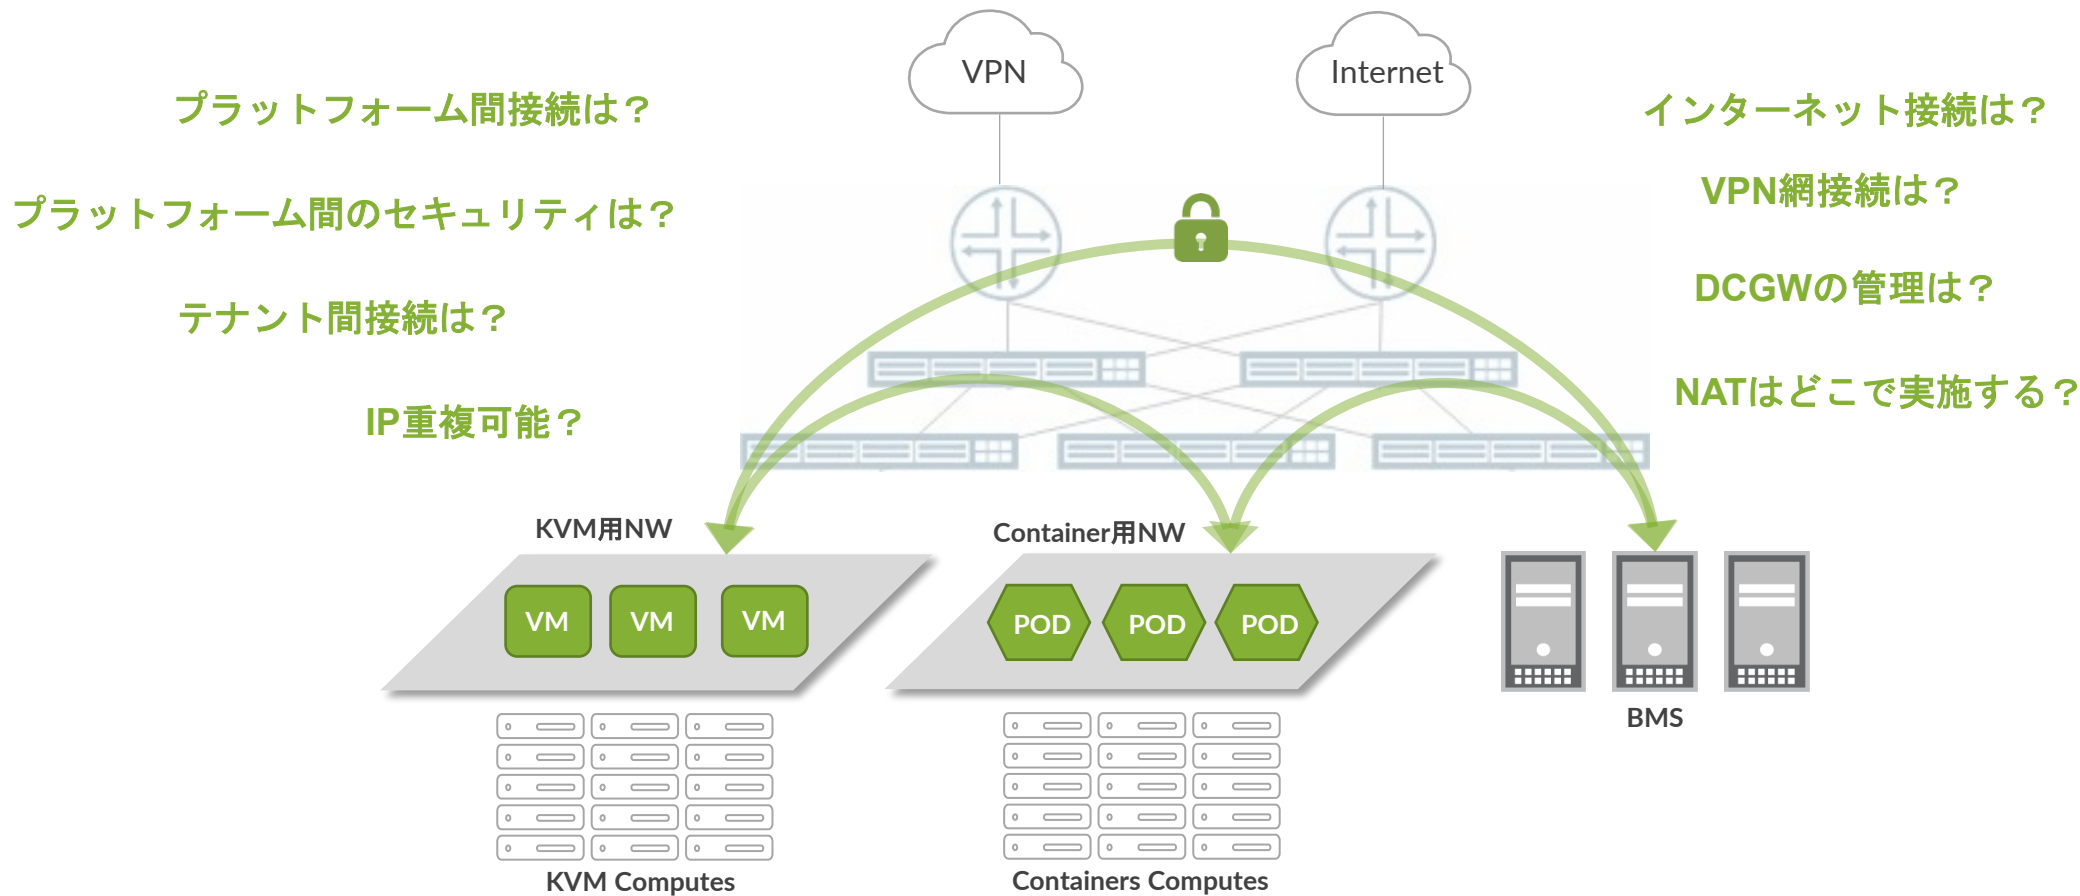 VPN
Internet
プラットフォーム間接続は？
プラットフォーム間のセキュリティは？
テナント間接続は？
IP重複可能？
インターネット接続は？
VPN網接続は？
DCGWの管理は？
NATはどこで実施する？
KVM用NW
VM
VM
VM
KVM Computes
Container用NW
POD
POD
POD
Containers Computes
BMS